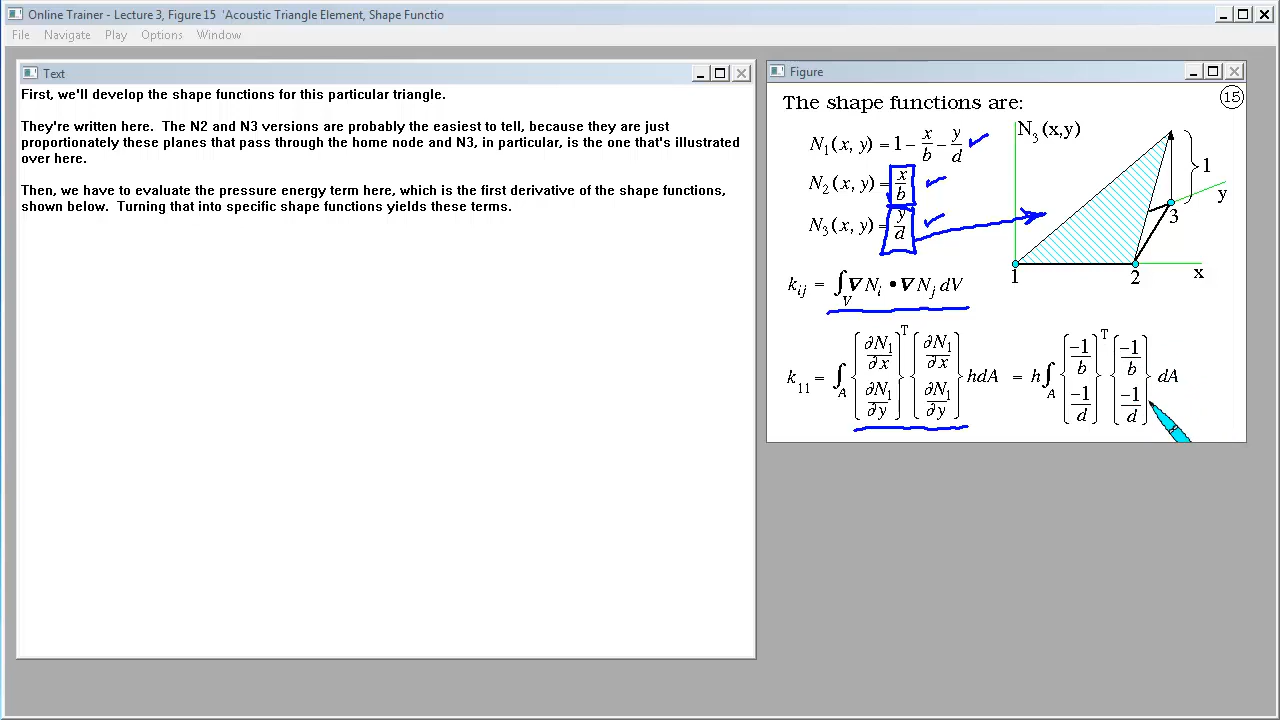 Online Trainer - Lecture 3, Figure 15  'Acoustic Triangle Element, Shape Functio
File Navigate Play Options Window
Text
First, we'll develop the shape functions for this particular triangle.
They're written here.  The N2 and N3 versions are probably the easiest to tell, because they are just
proportionately these planes that pass through the home node and N3, in particular, is the one that's illustrated
over here.
Then, we have to evaluate the pressure energy term here, which is the first derivative of the shape functions,
shown below.  Turning that into specific shape functions yields these terms.
Figure
15
The shape functions are:
N₁(x, y) = 1 − x/b − y/d
N₂(x, y) = x/b
N₃(x, y) = y/d
N₃(x,y)
1
y
3
1
2
x
k_ij = ∫_V ∇N_i • ∇N_j dV
k₁₁ = ∫_A {∂N₁/∂x ∂N₁/∂y}^T {∂N₁/∂x ∂N₁/∂y} hdA = h∫_A {−1/b −1/d}^T {−1/b −1/d} dA